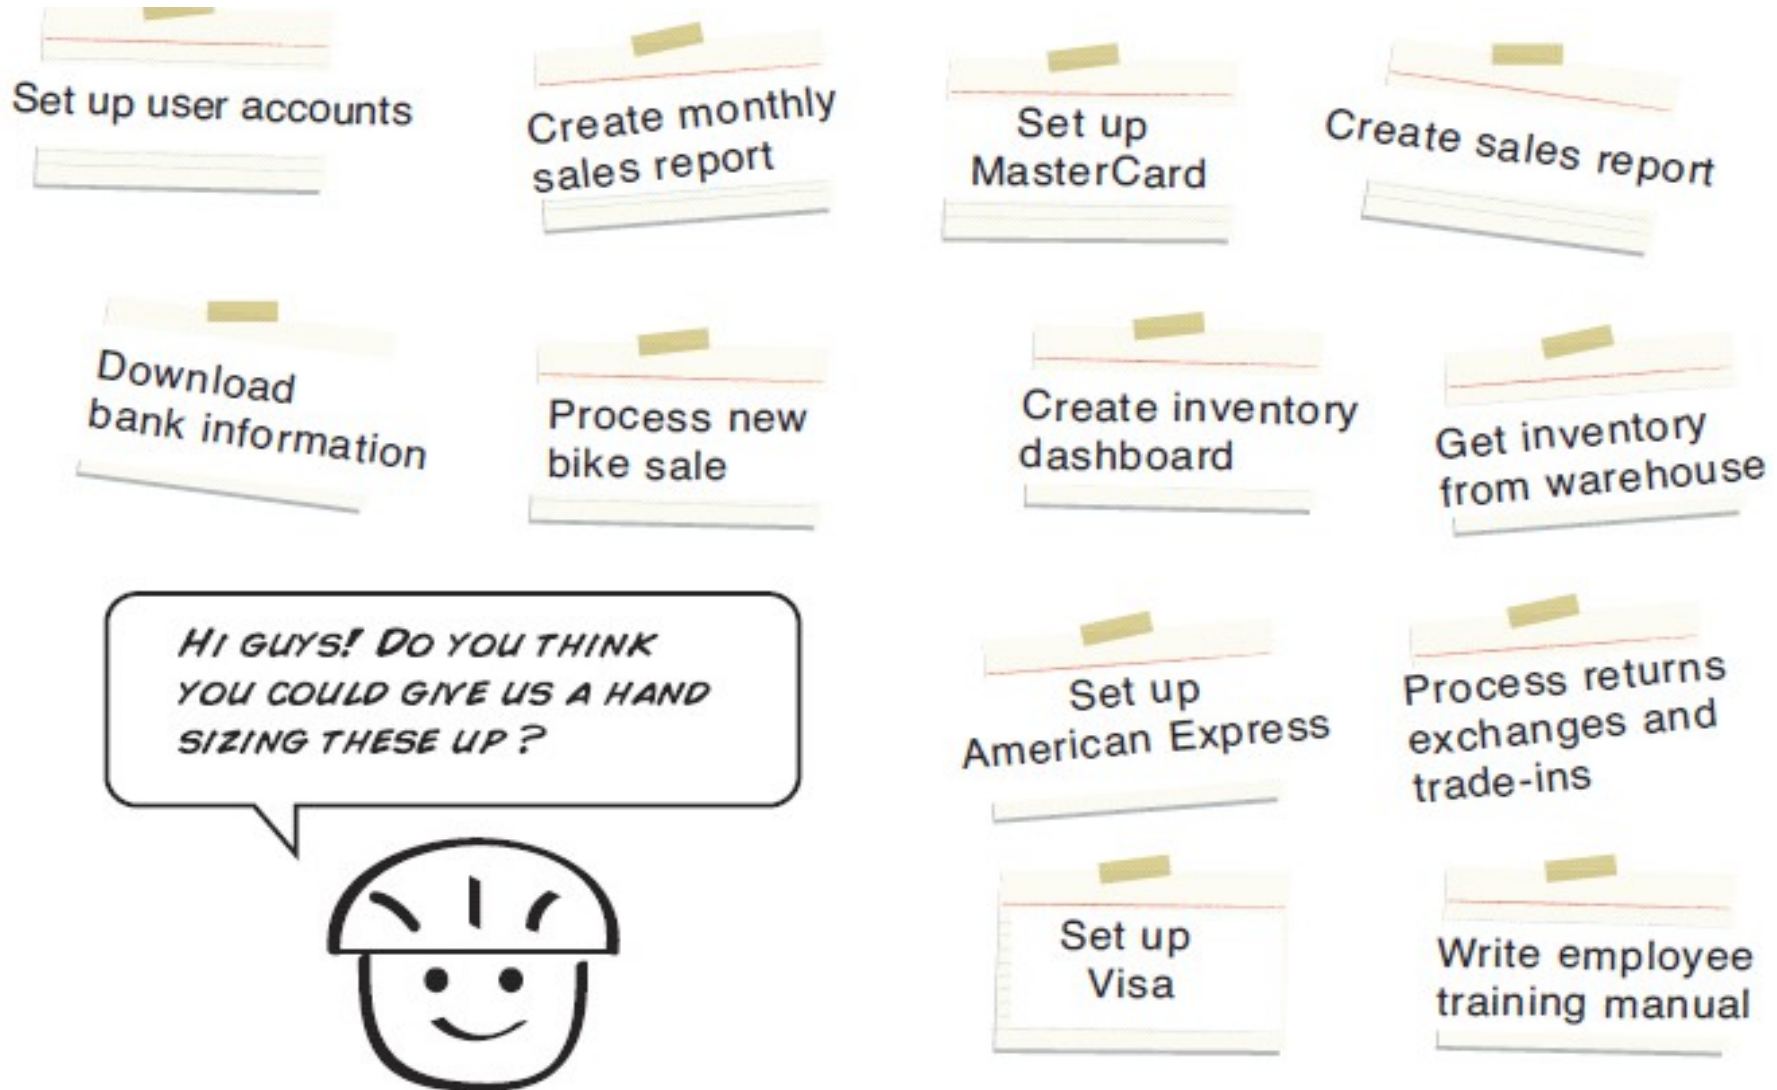 Set up user accounts
Create monthly
sales report
Set up
MasterCard
Create sales report
Download
bank information
Process new
bike sale
Create inventory
dashboard
Get inventory
from warehouse
HI GUYS! DO YOU THINK
YOU COULD GIVE US A HAND
SIZING THESE UP?
Set up
American Express
Process returns
exchanges and
trade-ins
Set up
Visa
Write employee
training manual